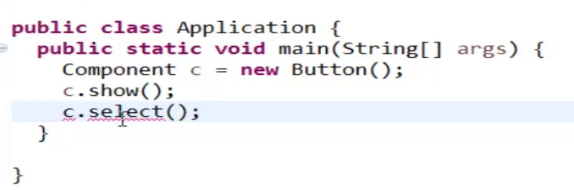 public class Application {
public static void main(String[] args) {
Component c = new Button();
c.show();
c.select();
}
}